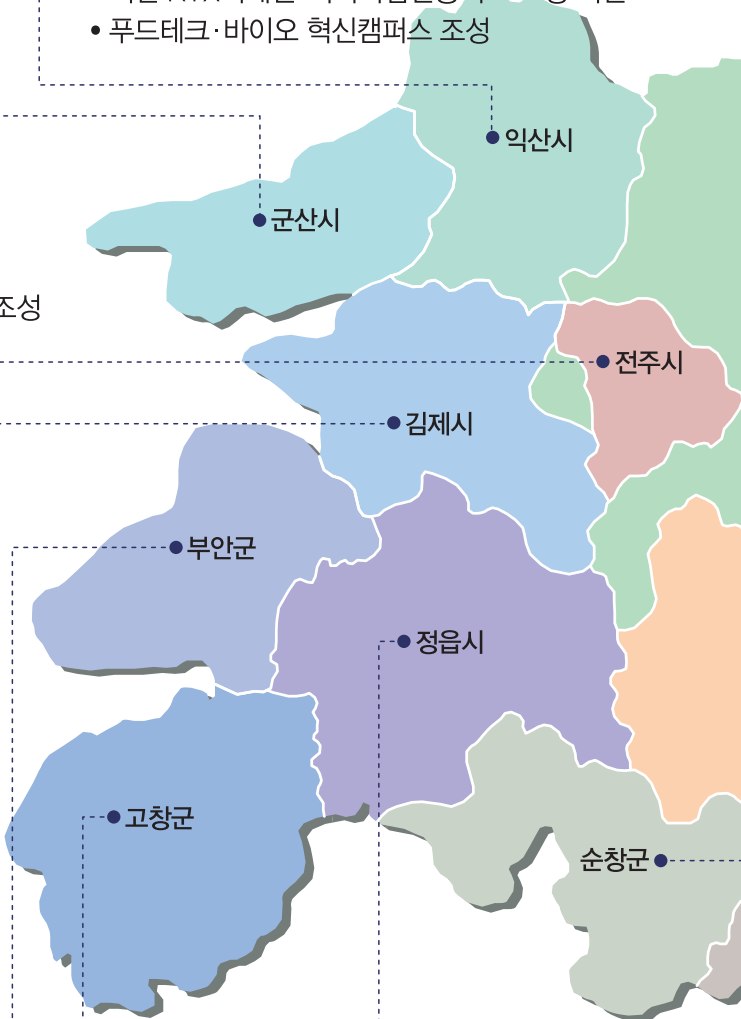 • 푸드테크·바이오 혁신캠퍼스 조성
익산시
군산시
조성
전주시
김제시
부안군
정읍시
고창군
순창군